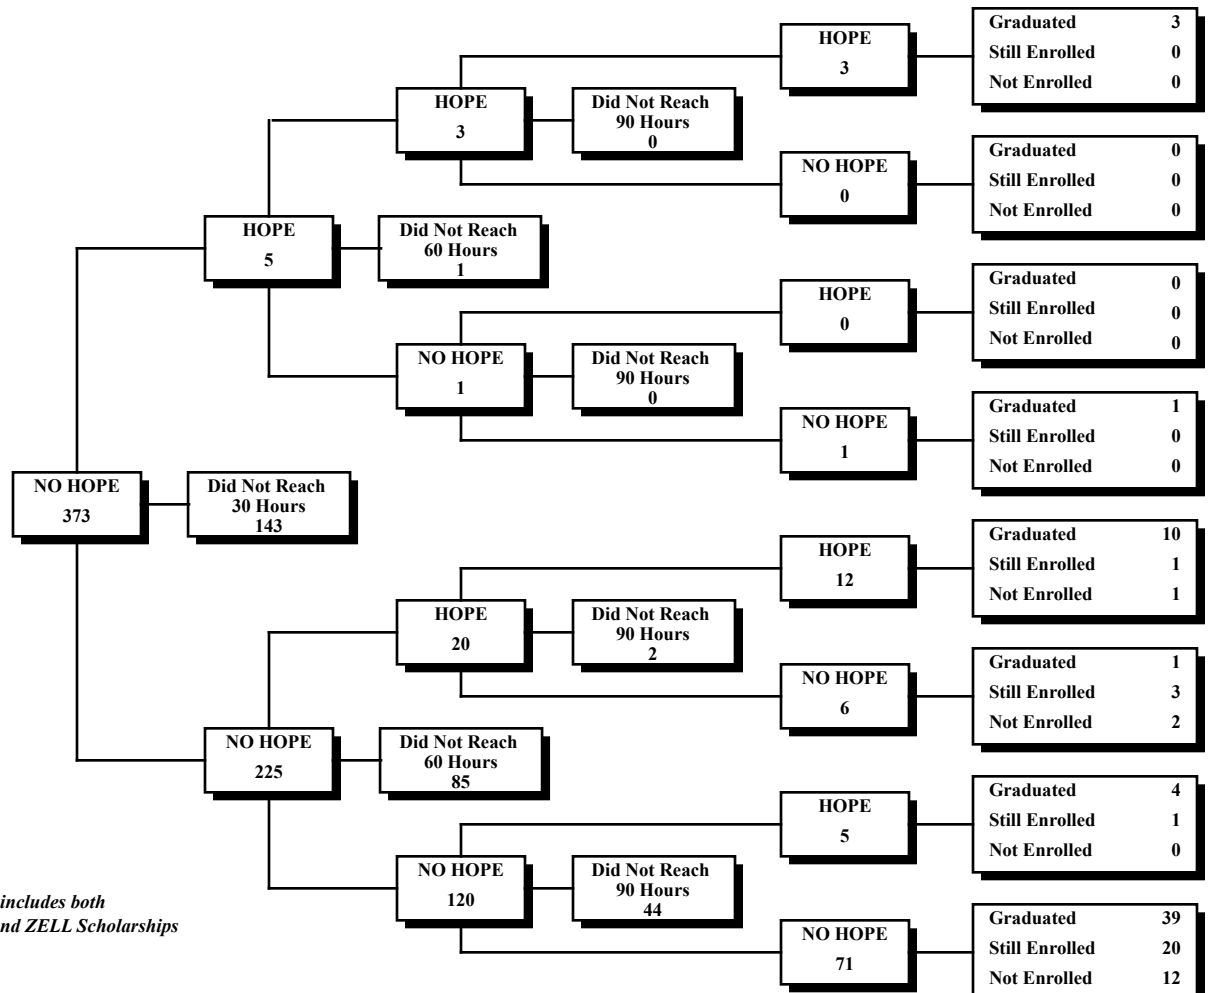 HOPE
3
Graduated 3
Still Enrolled 0
Not Enrolled 0
HOPE
3
Did Not Reach
90 Hours
0
NO HOPE
0
Graduated 0
Still Enrolled 0
Not Enrolled 0
HOPE
5
Did Not Reach
60 Hours
1
HOPE
0
Graduated 0
Still Enrolled 0
Not Enrolled 0
NO HOPE
1
Did Not Reach
90 Hours
0
NO HOPE
1
Graduated 1
Still Enrolled 0
Not Enrolled 0
NO HOPE
373
Did Not Reach
30 Hours
143
HOPE
12
Graduated 10
Still Enrolled 1
Not Enrolled 1
HOPE
20
Did Not Reach
90 Hours
2
NO HOPE
6
Graduated 1
Still Enrolled 3
Not Enrolled 2
NO HOPE
225
Did Not Reach
60 Hours
85
HOPE
5
Graduated 4
Still Enrolled 1
Not Enrolled 0
NO HOPE
120
Did Not Reach
90 Hours
44
NO HOPE
71
Graduated 39
Still Enrolled 20
Not Enrolled 12
includes both
nd ZELL Scholarships